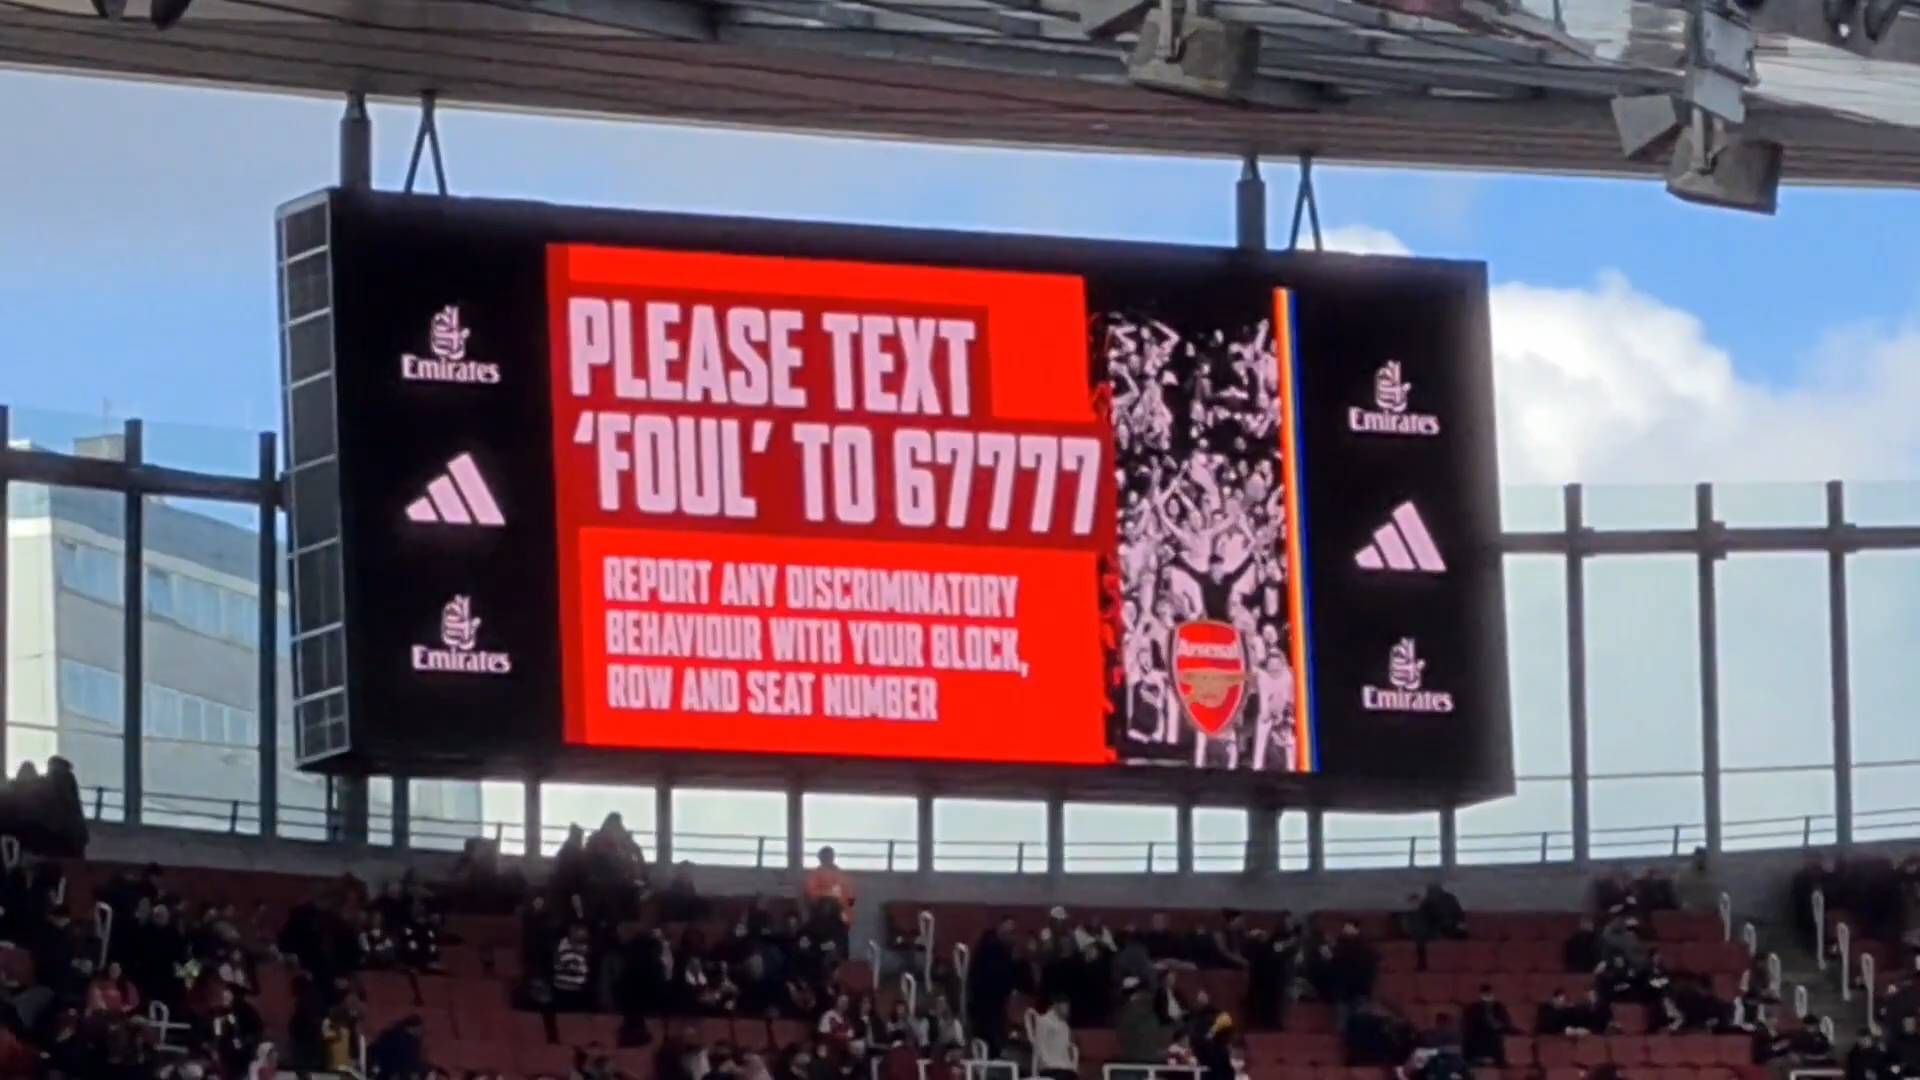 Emirates
Emirates
PLEASE TEXT
‘FOUL’ TO 67777
REPORT ANY DISCRIMINATORY
BEHAVIOUR WITH YOUR BLOCK,
ROW AND SEAT NUMBER
Arsenal
Emirates
Emirates